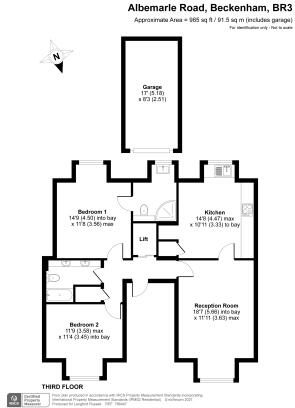 Albemarle Road, Beckenham, BR3
Approximate Area = 985 sq ft / 91.5 sq m (includes garage)
For identification only - Not to scale
N
Garage
17' (5.18)
x 8'3 (2.51)
Bedroom 1
14'9 (4.50) into bay
x 11'8 (3.56) max
Kitchen
14'8 (4.47) max
x 10'11 (3.33) to bay
Lift
Reception Room
18'7 (5.66) into bay
x 11'11 (3.63) max
Bedroom 2
11'9 (3.58) max
x 11'4 (3.45) into bay
THIRD FLOOR
Certified
Property
Measurer
Floor plan produced in accordance with RICS Property Measurement Standards incorporating
International Property Measurement Standards (IPMS2 Residential). © nichecom 2021.
Produced for Langford Russell. REF: